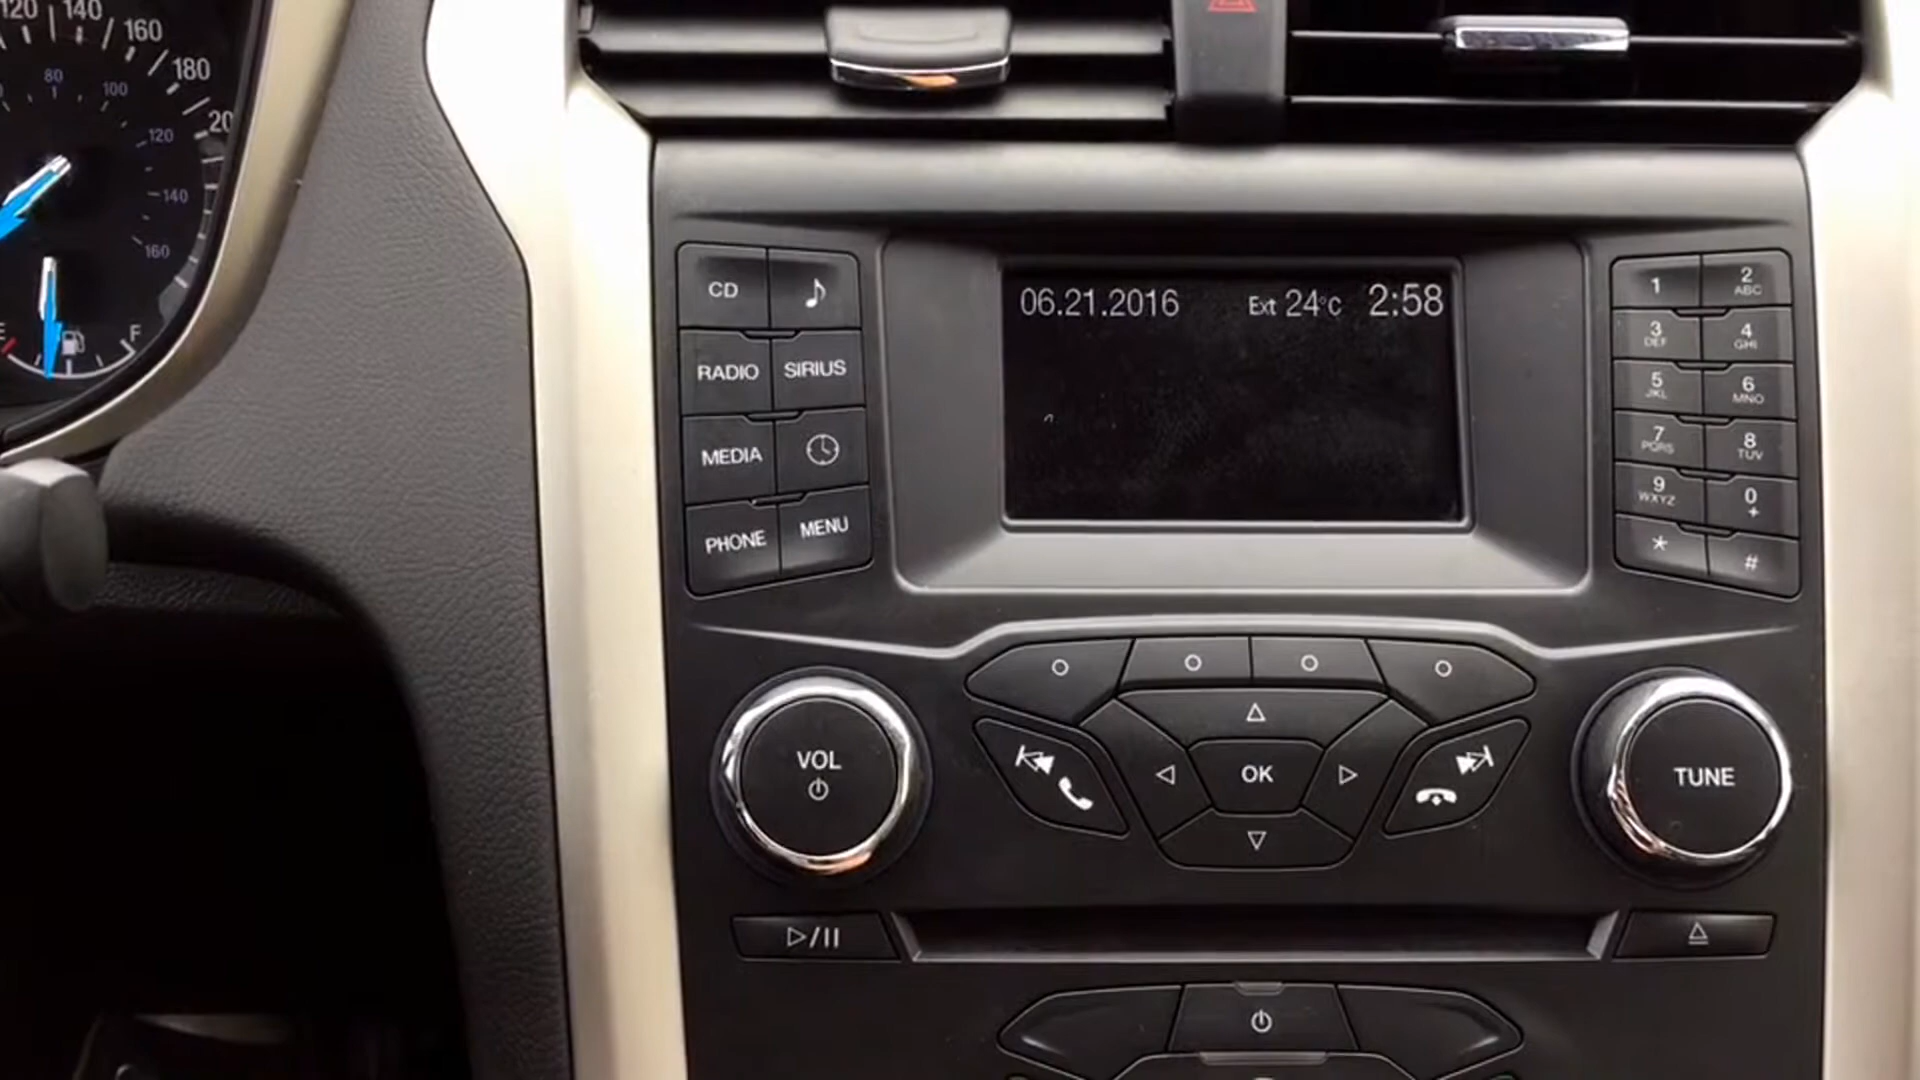 120
140
160
180
20
80
100
120
140
160
E
F
06.21.2016 Ext 24°C 2:58
CD
RADIO SIRIUS
MEDIA
PHONE MENU
1 2
ABC
3 4
DEF GHI
5 6
JKL MNO
7 8
PQRS TUV
9 0
WXYZ +
* #
VOL
OK
TUNE